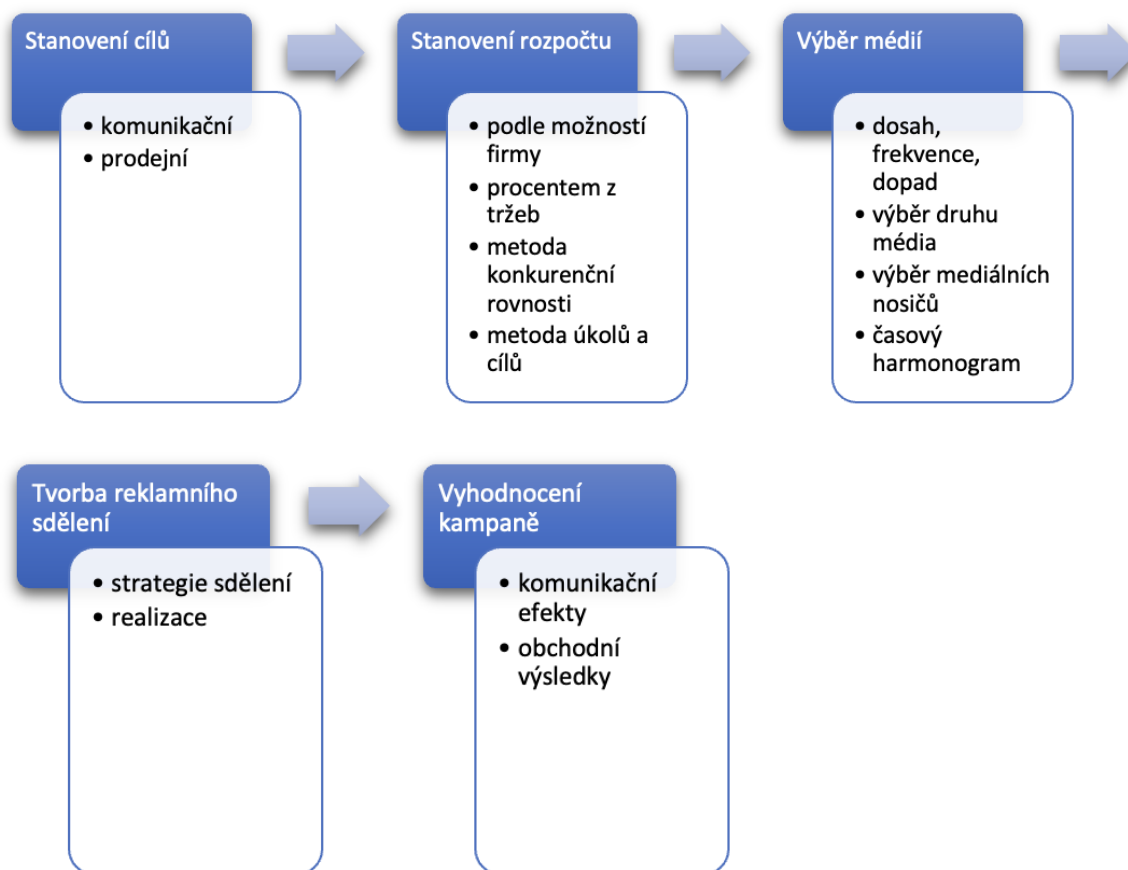 Stanovení cílů
• komunikační
• prodejní
Stanovení rozpočtu
• podle možností
firmy
• procentem z
tržeb
• metoda
konkurenční
rovnosti
• metoda úkolů a
cílů
Výběr médií
• dosah,
frekvence,
dopad
• výběr druhu
média
• výběr mediálních
nosičů
• časový
harmonogram
Tvorba reklamního
sdělení
• strategie sdělení
• realizace
Vyhodnocení
kampaně
• komunikační
efekty
• obchodní
výsledky